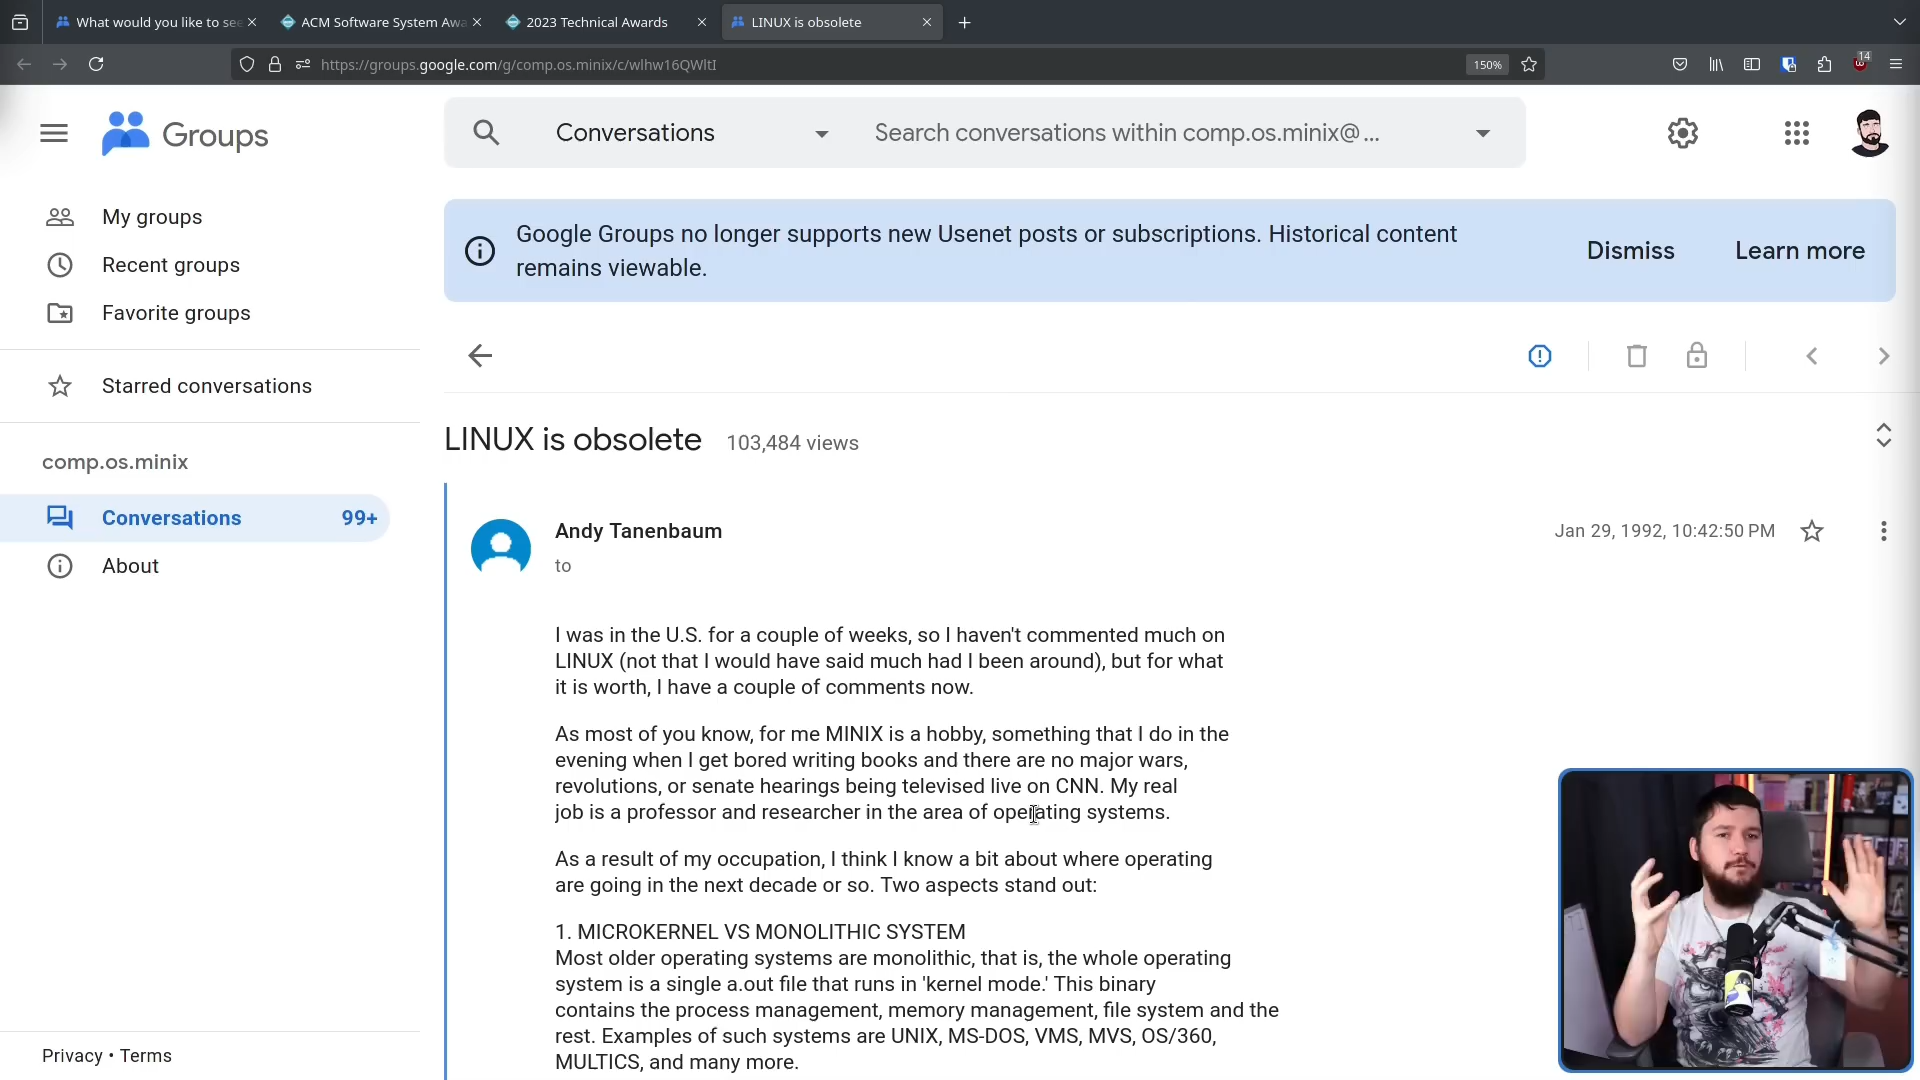 What would you like to see
ACM Software System Awa
2023 Technical Awards
LINUX is obsolete
https://groups.google.com/g/comp.os.minix/c/wlhw16QWltI
150%
14
Groups
Conversations
Search conversations within comp.os.minix@ ...
My groups
Recent groups
Favorite groups
Starred conversations
comp.os.minix
Conversations 99+
About
Privacy • Terms
Google Groups no longer supports new Usenet posts or subscriptions. Historical content
remains viewable.
Dismiss
Learn more
LINUX is obsolete 103,484 views
Andy Tanenbaum
Jan 29, 1992, 10:42:50 PM
to
I was in the U.S. for a couple of weeks, so I haven't commented much on
LINUX (not that I would have said much had I been around), but for what
it is worth, I have a couple of comments now.
As most of you know, for me MINIX is a hobby, something that I do in the
evening when I get bored writing books and there are no major wars,
revolutions, or senate hearings being televised live on CNN. My real
job is a professor and researcher in the area of operating systems.
As a result of my occupation, I think I know a bit about where operating
are going in the next decade or so. Two aspects stand out:
1. MICROKERNEL VS MONOLITHIC SYSTEM
Most older operating systems are monolithic, that is, the whole operating
system is a single a.out file that runs in 'kernel mode.' This binary
contains the process management, memory management, file system and the
rest. Examples of such systems are UNIX, MS-DOS, VMS, MVS, OS/360,
MULTICS, and many more.